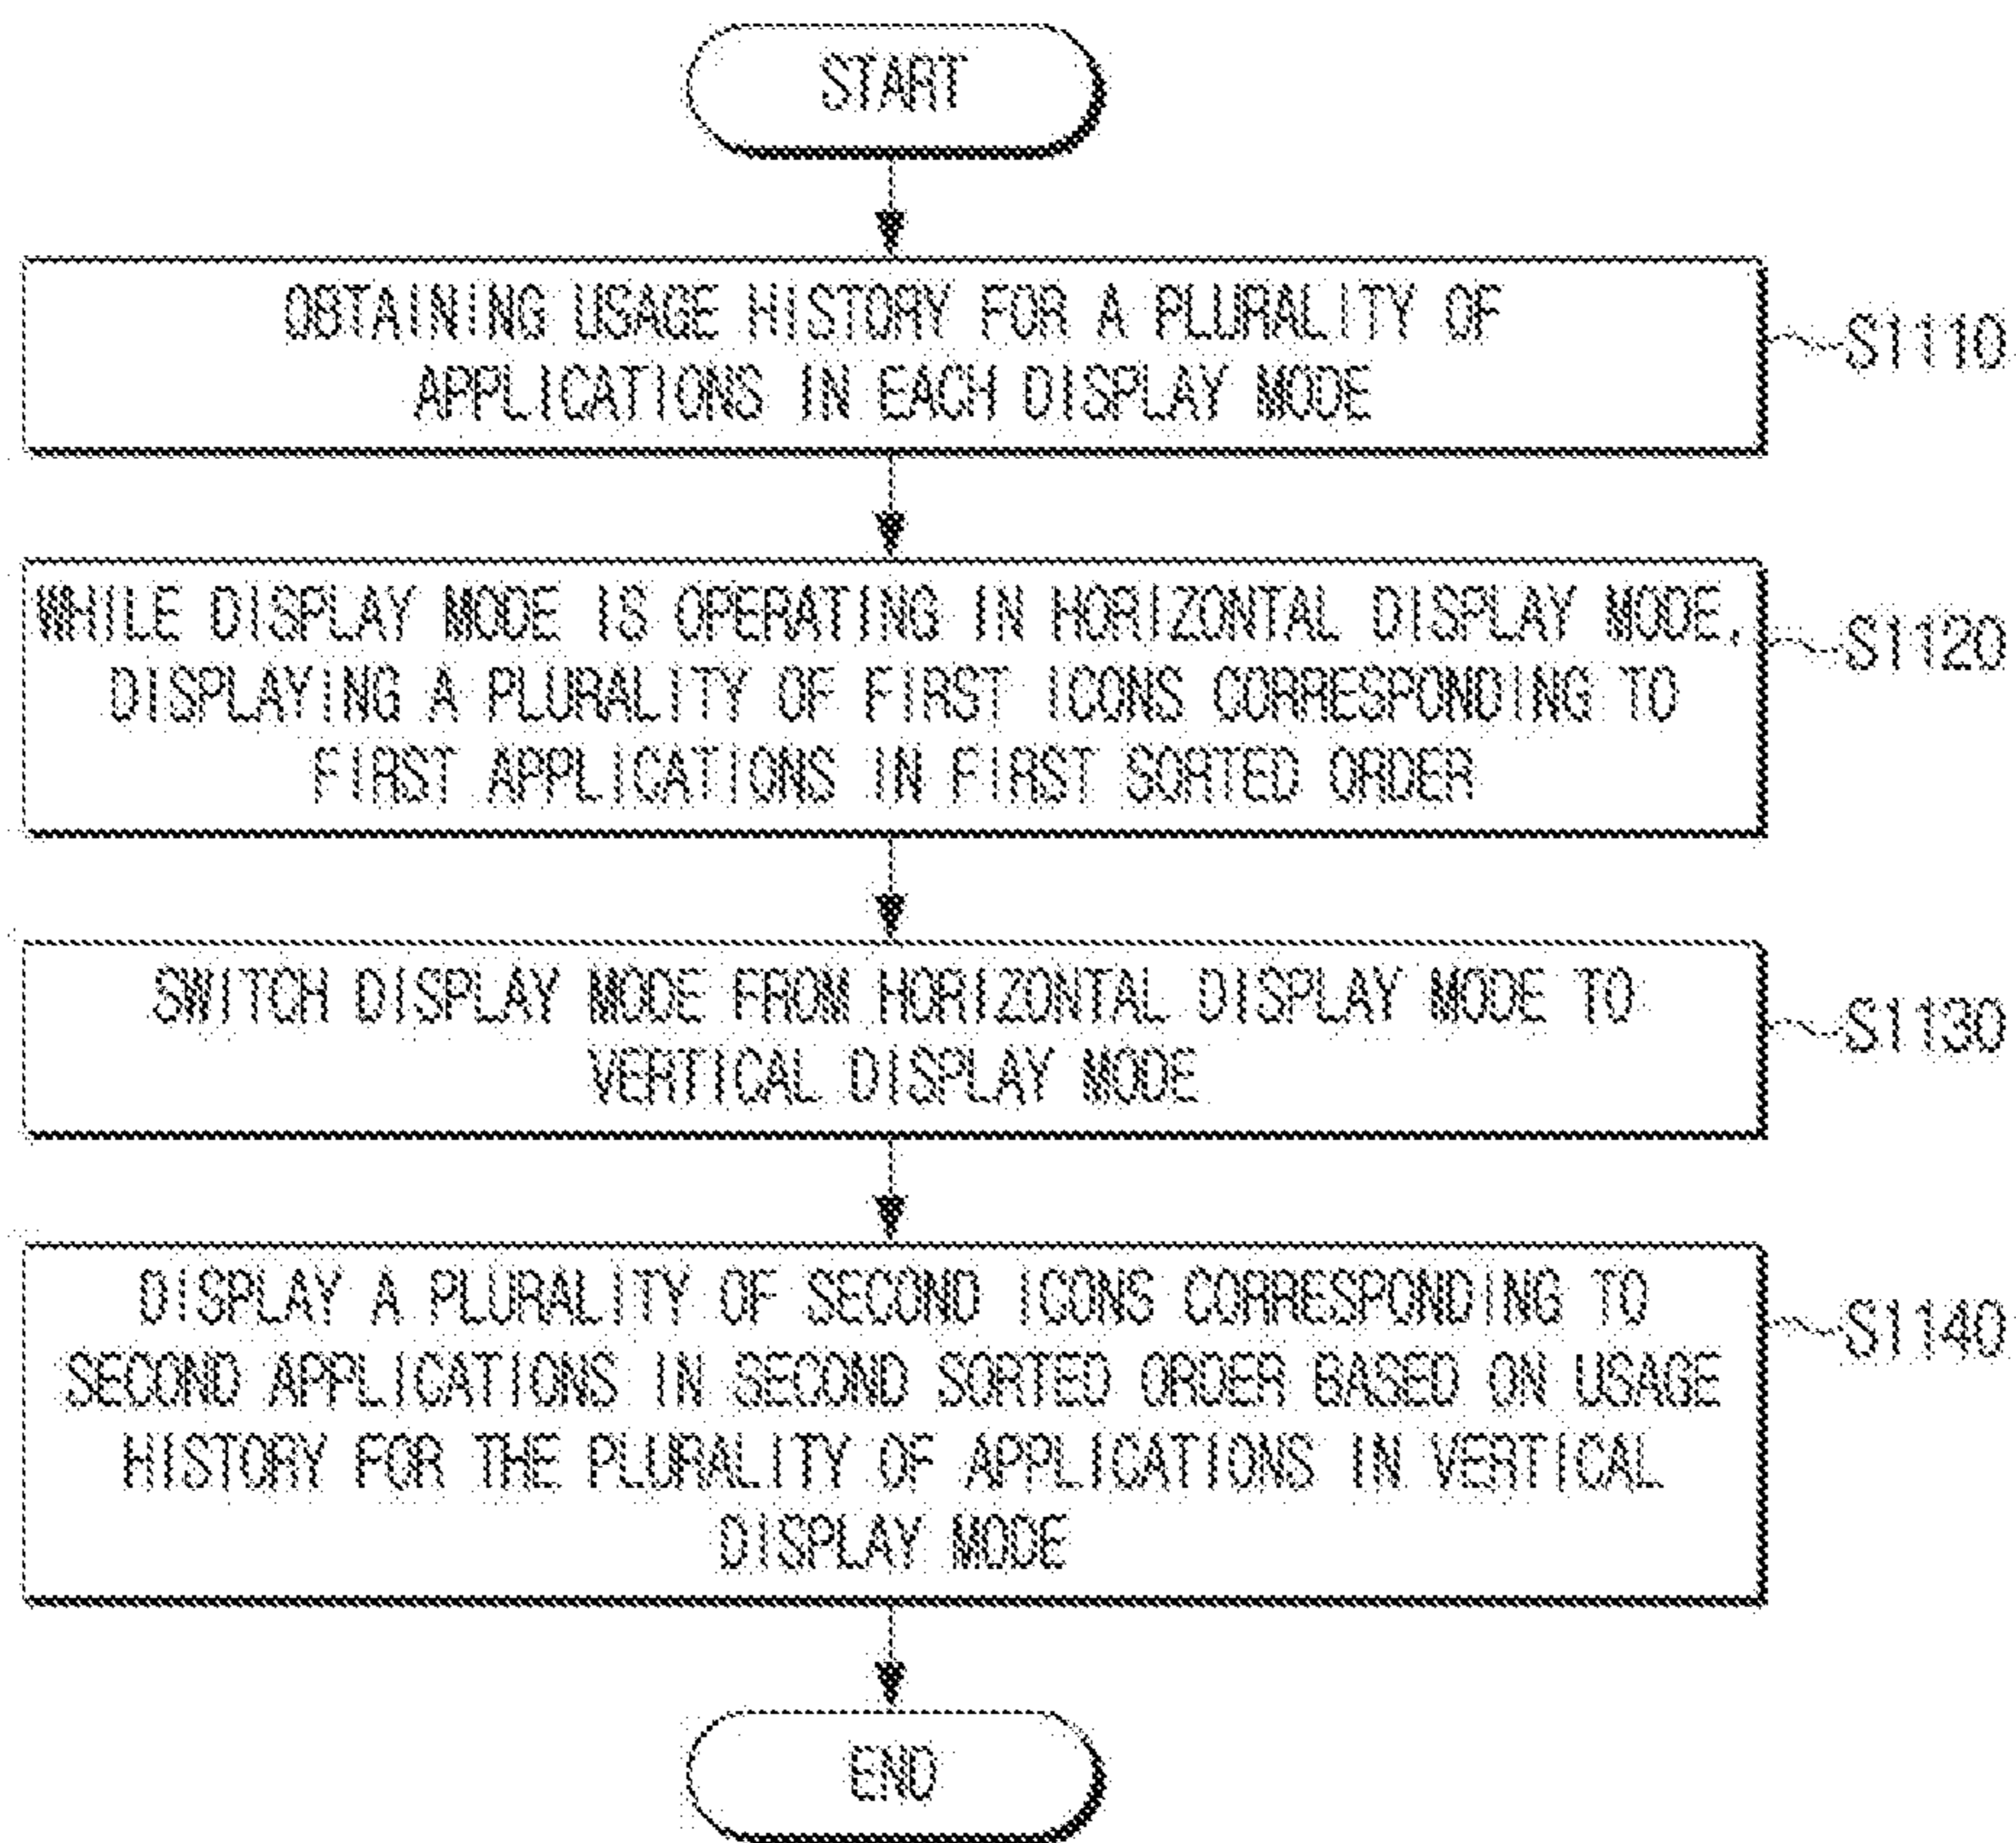 START
OBTAINING USAGE HISTORY FOR A PLURALITY OF
APPLICATIONS IN EACH DISPLAY MODE
S1110
WHILE DISPLAY MODE IS OPERATING IN HORIZONTAL DISPLAY MODE,
DISPLAYING A PLURALITY OF FIRST ICONS CORRESPONDING TO
FIRST APPLICATIONS IN FIRST SORTED ORDER
S1120
SWITCH DISPLAY MODE FROM HORIZONTAL DISPLAY MODE TO
VERTICAL DISPLAY MODE
S1130
DISPLAY A PLURALITY OF SECOND ICONS CORRESPONDING TO
SECOND APPLICATIONS IN SECOND SORTED ORDER BASED ON USAGE
HISTORY FOR THE PLURALITY OF APPLICATIONS IN VERTICAL
DISPLAY MODE
S1140
END